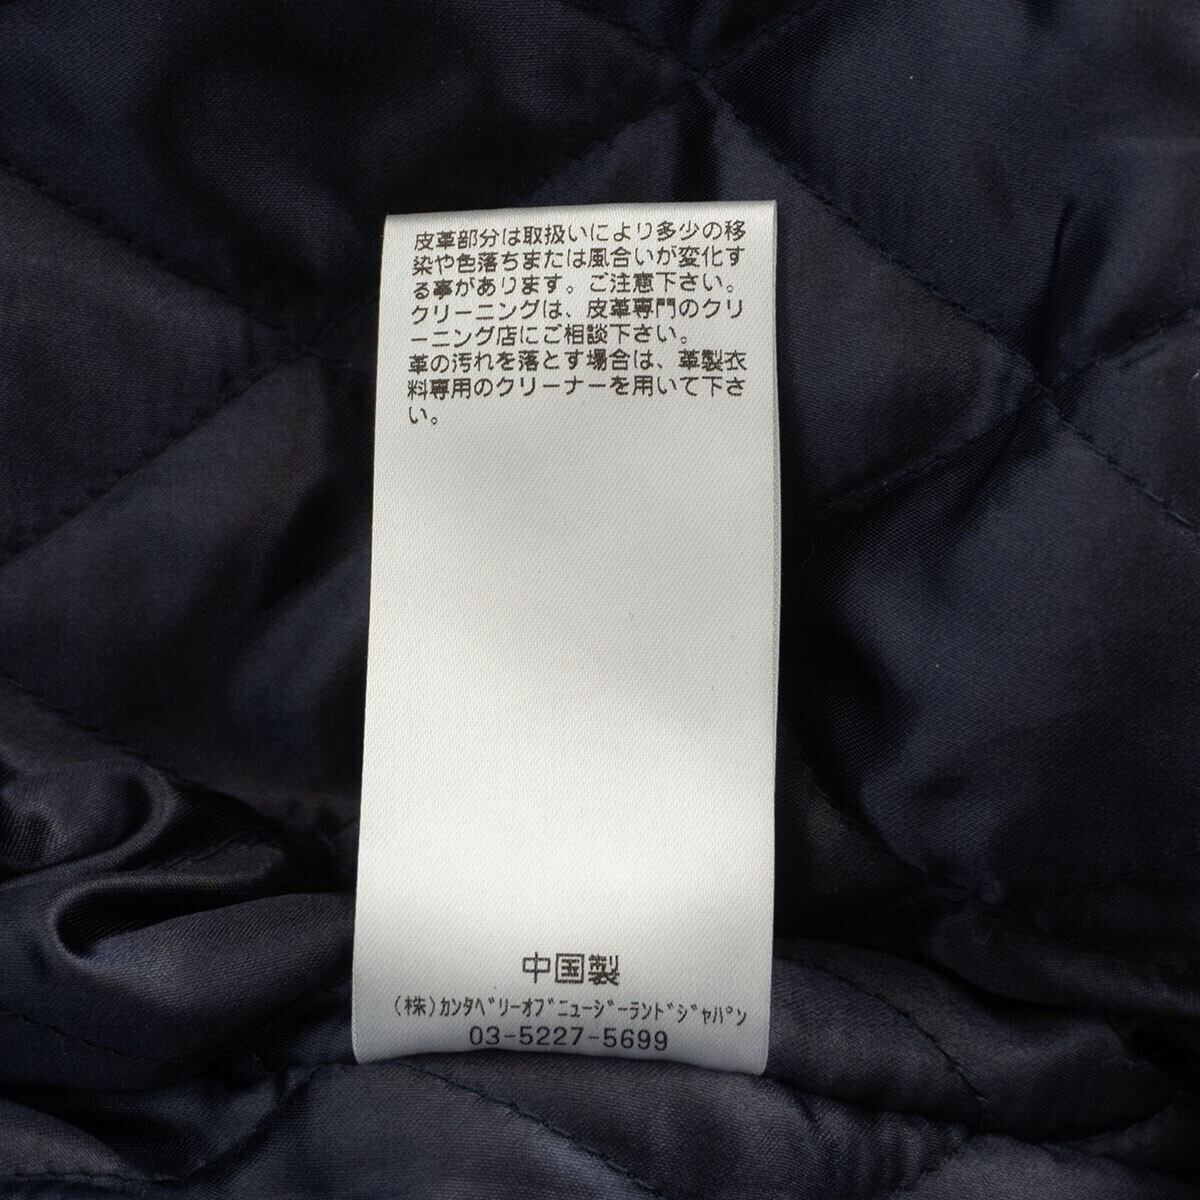 皮革部分は取扱いにより多少の移
染や色落ちまたは風合いが変化す
る事があります。ご注意下さい。
クリーニングは、皮革専門のクリ
ーニング店にご相談下さい。
革の汚れを落とす場合は、革製衣
料専用のクリーナーを用いて下さ
い。
中国製
(株)カンタベリーオブニュージーランドジャパン
03-5227-5699